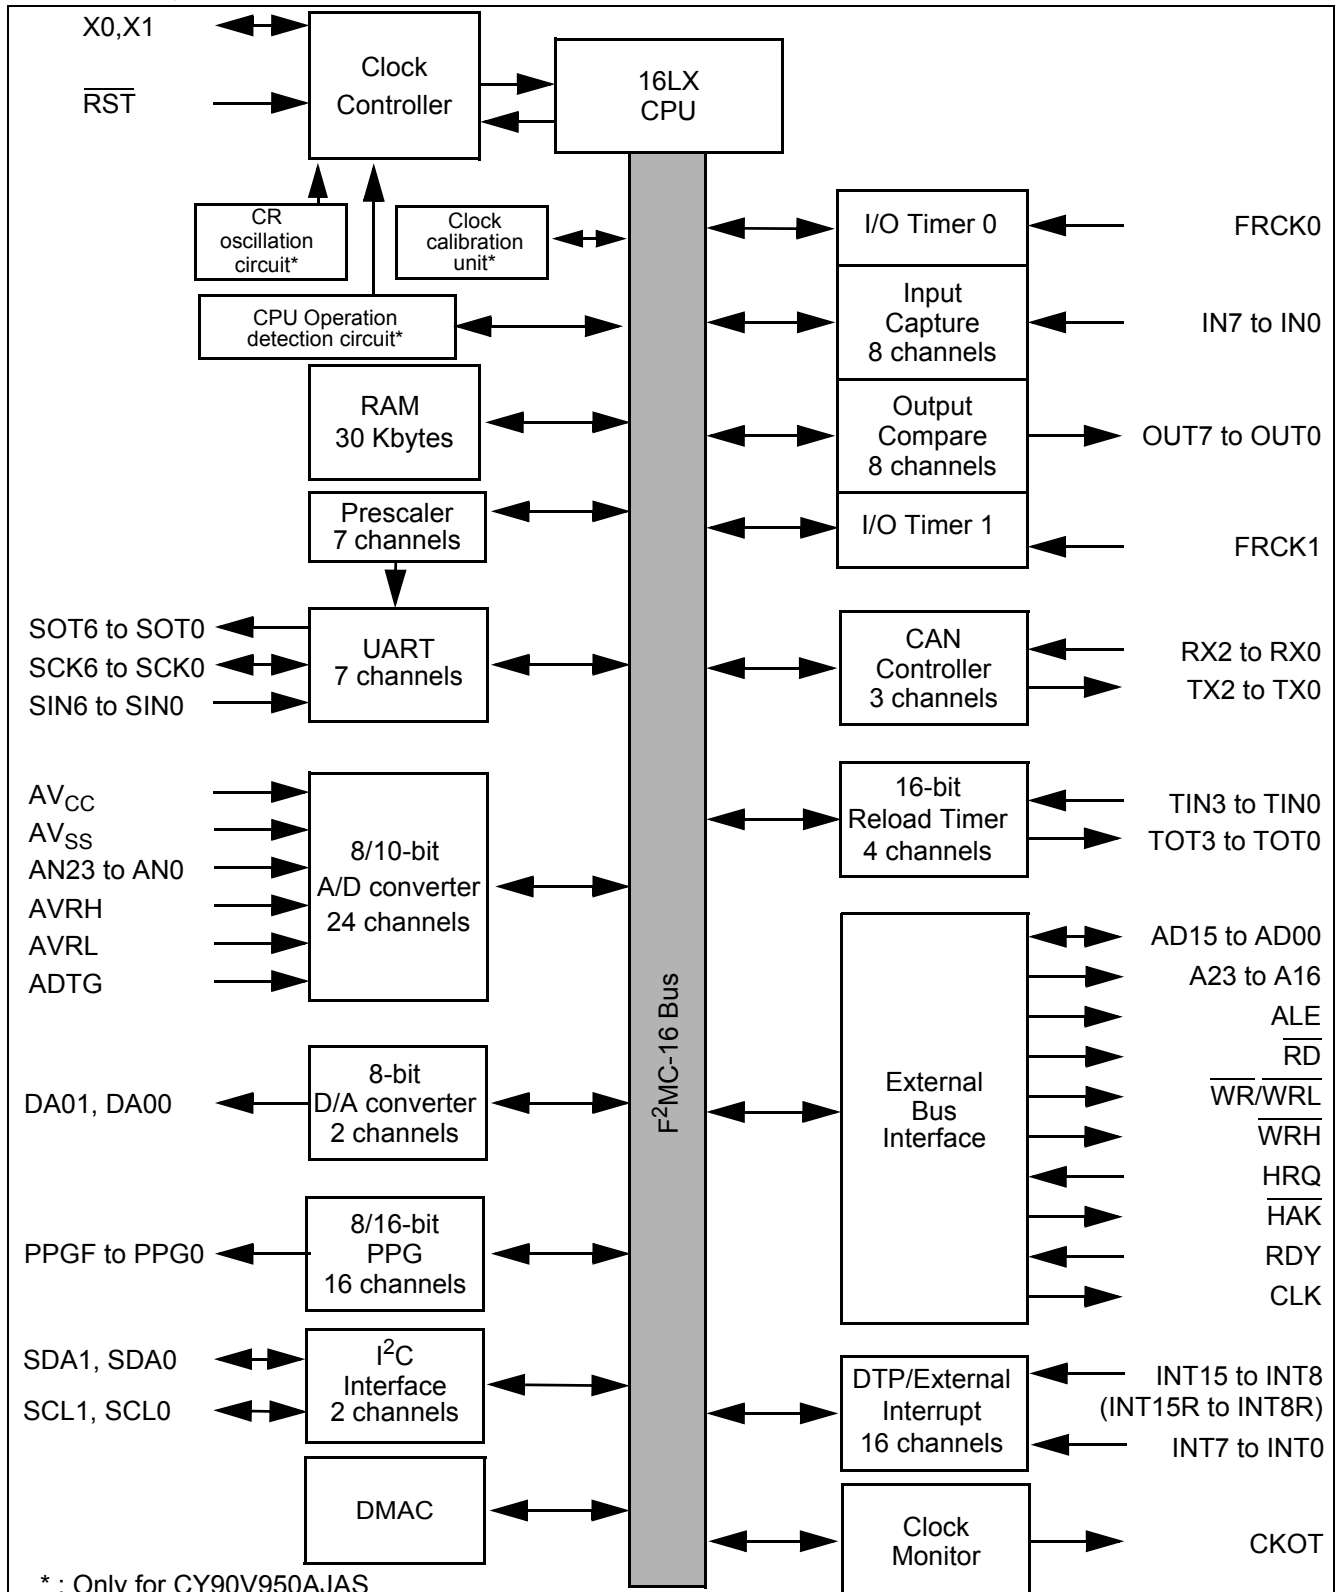 X0,X1
RST
Clock
Controller
16LX
CPU
CR
oscillation
circuit*
Clock
calibration
unit*
CPU Operation
detection circuit*
RAM
30 Kbytes
Prescaler
7 channels
SOT6 to SOT0
SCK6 to SCK0
SIN6 to SIN0
UART
7 channels
AVCC
AVSS
AN23 to AN0
AVRH
AVRL
ADTG
8/10-bit
A/D converter
24 channels
DA01, DA00
8-bit
D/A converter
2 channels
PPGF to PPG0
8/16-bit
PPG
16 channels
SDA1, SDA0
SCL1, SCL0
I2C
Interface
2 channels
DMAC
F2MC-16 Bus
I/O Timer 0
FRCK0
Input
Capture
8 channels
IN7 to IN0
Output
Compare
8 channels
OUT7 to OUT0
I/O Timer 1
FRCK1
CAN
Controller
3 channels
RX2 to RX0
TX2 to TX0
16-bit
Reload Timer
4 channels
TIN3 to TIN0
TOT3 to TOT0
External
Bus
Interface
AD15 to AD00
A23 to A16
ALE
RD
WR/WRL
WRH
HRQ
HAK
RDY
CLK
DTP/External
Interrupt
16 channels
INT15 to INT8
(INT15R to INT8R)
INT7 to INT0
Clock
Monitor
CKOT
* : Only for CY90V950AJAS